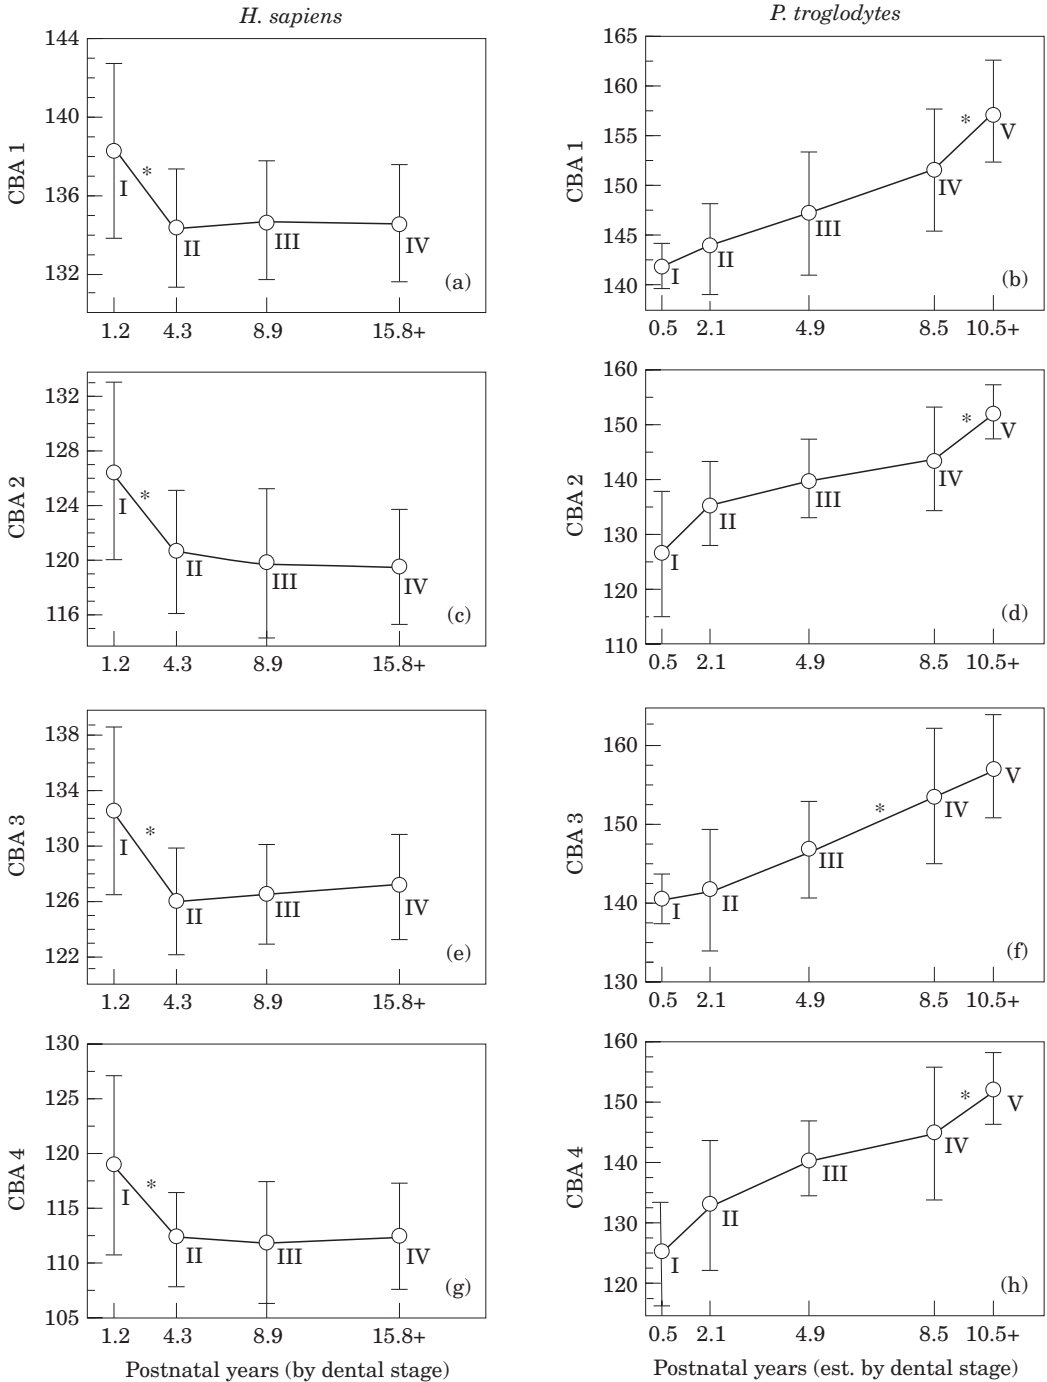 H. sapiens
P. troglodytes
CBA 1
144
140
136
132
I
*
II
III
IV
(a)
1.2 4.3 8.9 15.8+
CBA 1
165
160
155
150
145
140
I
II
III
IV
*
V
(b)
0.5 2.1 4.9 8.5 10.5+
CBA 2
132
128
124
120
116
I
*
II
III
IV
(c)
1.2 4.3 8.9 15.8+
CBA 2
160
150
140
130
120
110
I
II
III
IV
*
V
(d)
0.5 2.1 4.9 8.5 10.5+
CBA 3
138
134
130
126
122
I
*
II
III
IV
(e)
1.2 4.3 8.9 15.8+
CBA 3
160
150
140
130
I
II
III
*
IV
V
(f)
0.5 2.1 4.9 8.5 10.5+
CBA 4
130
125
120
115
110
105
I
*
II
III
IV
(g)
1.2 4.3 8.9 15.8+
Postnatal years (by dental stage)
CBA 4
160
150
140
130
120
I
II
III
IV
*
V
(h)
0.5 2.1 4.9 8.5 10.5+
Postnatal years (est. by dental stage)